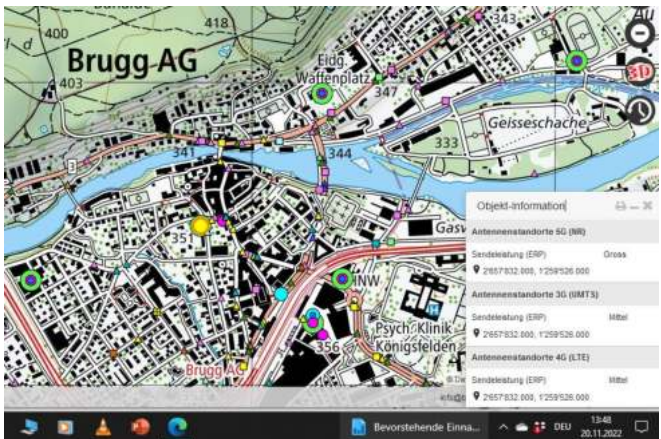 418
343
400
Brugg AG
Eidg.
Waffenplatz
403
347
3D
Geisseschache
341
333
344
3
351
Objekt-Information
Antennenstandorte 5G (NR)
Sendeleistung (ERP) Gross
2'657'832.000, 1'259'526.000
INW
Antennenstandorte 3G (UMTS)
Sendeleistung (ERP) Mittel
2'657'832.000, 1'259'526.000
Psych. Klinik
356
Königsfelden
Antennenstandorte 4G (LTE)
Brugg AG
Sendeleistung (ERP) Mittel
2'657'832.000, 1'259'526.000
Bevorstehende Einna...
DEU
13:48
20.11.2022